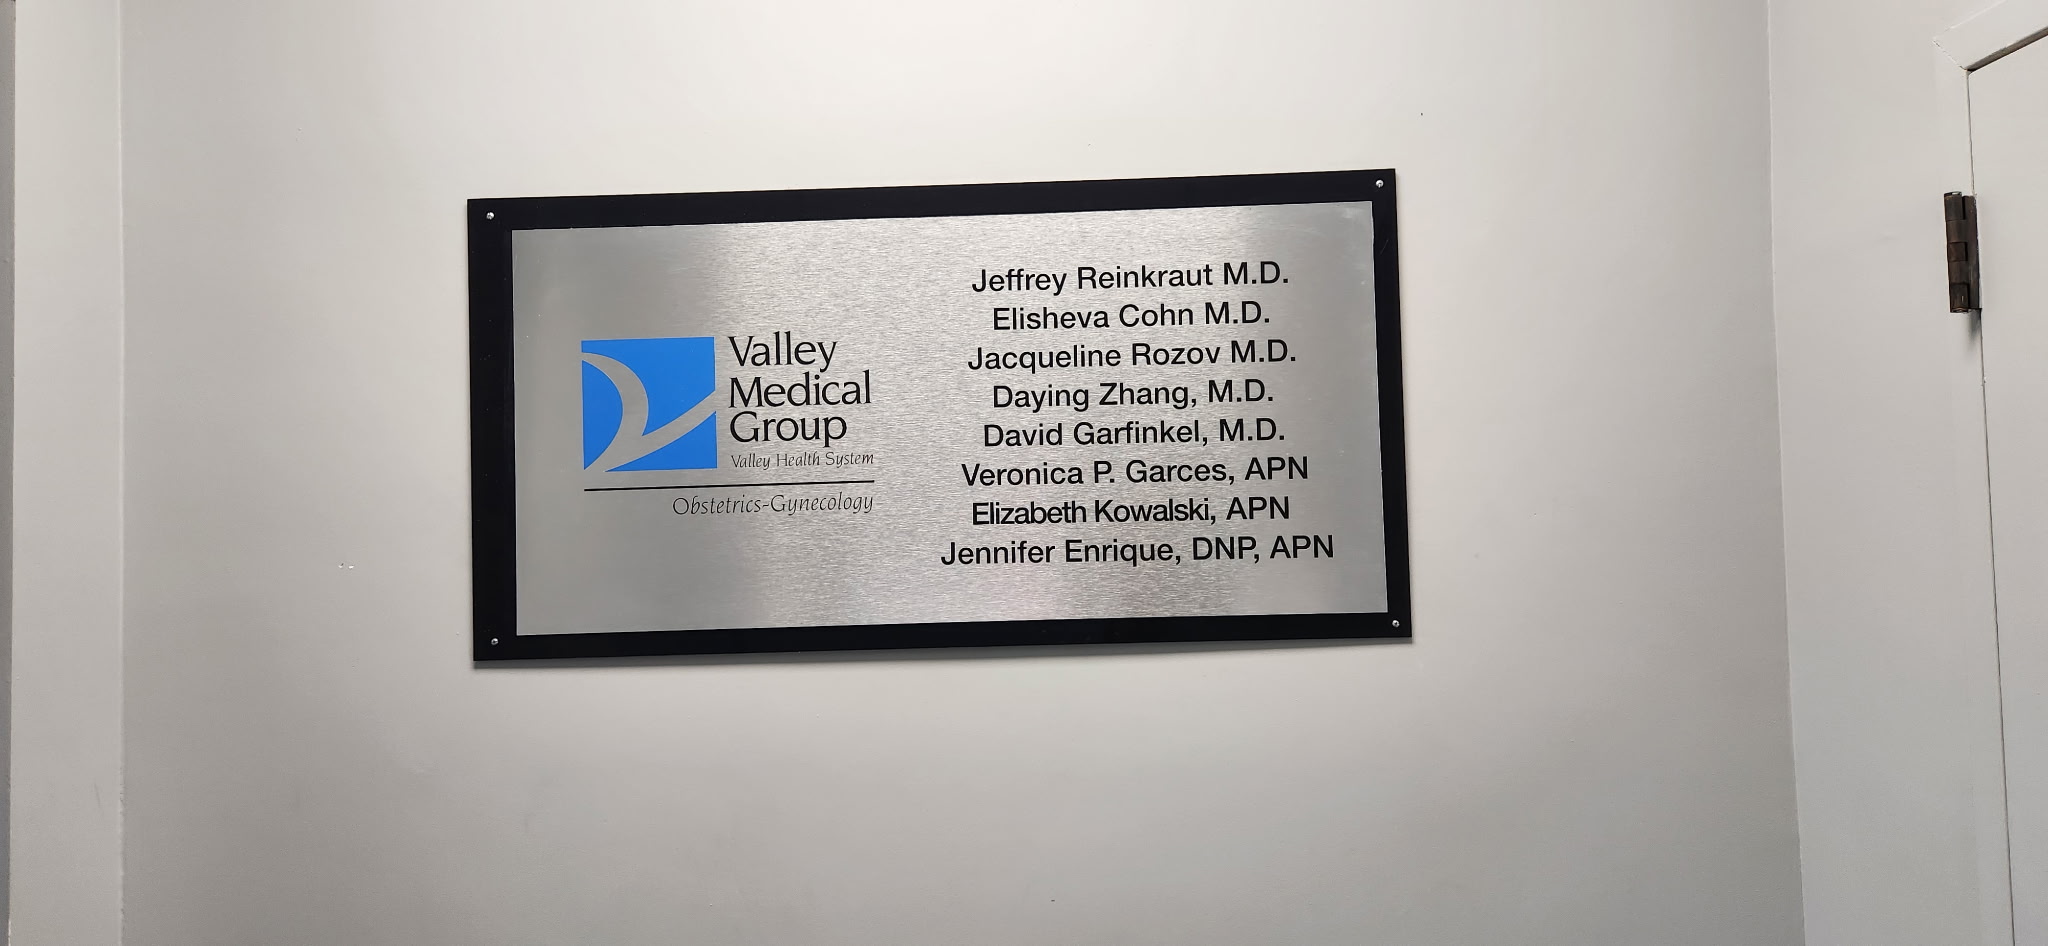 Valley
Medical
Group
Valley Health System
Obstetrics-Gynecology
Jeffrey Reinkraut M.D.
Elisheva Cohn M.D.
Jacqueline Rozov M.D.
Daying Zhang, M.D.
David Garfinkel, M.D.
Veronica P. Garces, APN
Elizabeth Kowalski, APN
Jennifer Enrique, DNP, APN